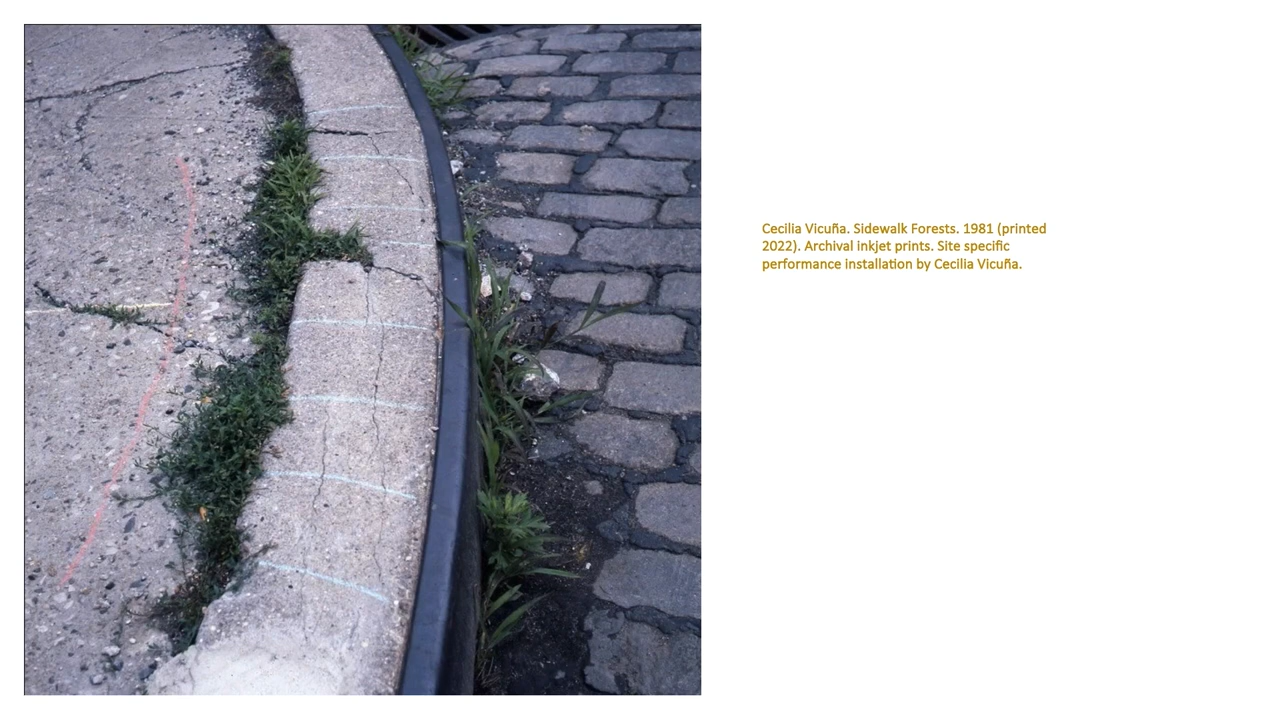 Cecilia Vicuña. Sidewalk Forests. 1981 (printed
2022). Archival inkjet prints. Site specific
performance installation by Cecilia Vicuña.